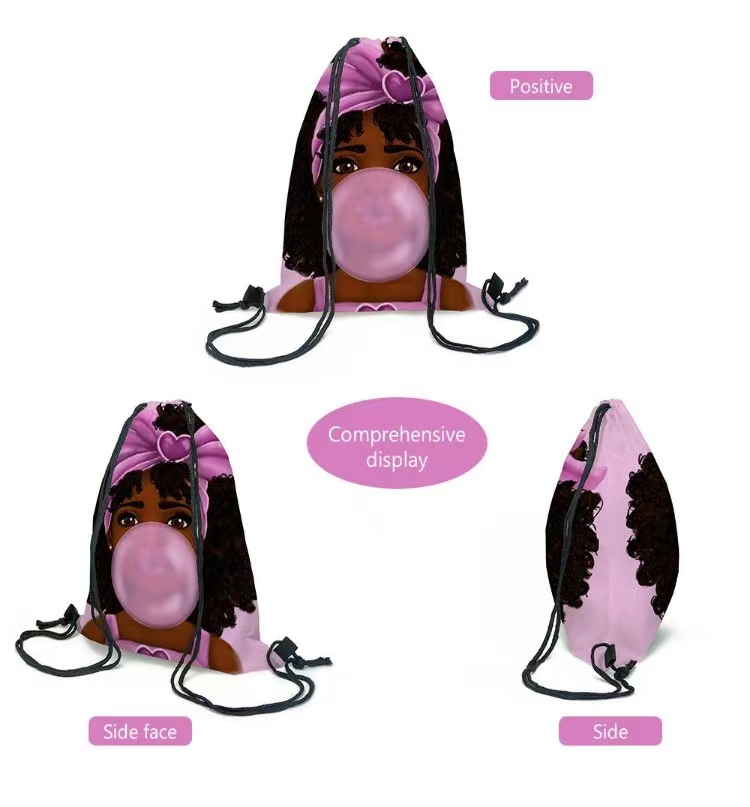 Positive
Comprehensive
display
Side face
Side